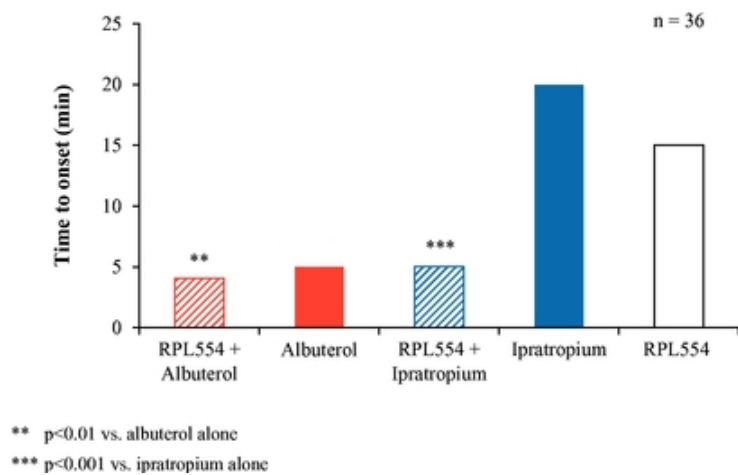 n = 36
Time to onset (min)
25
20
15
10
5
0
**
***
RPL554 +
Albuterol
Albuterol
RPL554 +
Ipratropium
Ipratropium
RPL554
** p<0.01 vs. albuterol alone
*** p<0.001 vs. ipratropium alone